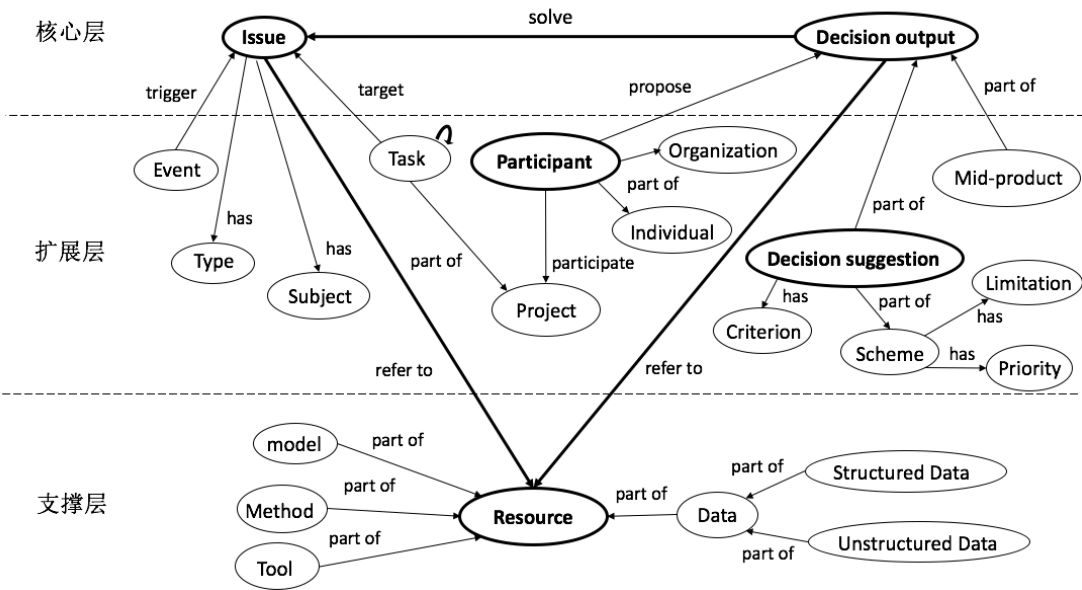 solve
核心层
Issue
Decision output
trigger
target
propose
part of
Event
Task
Participant
Organization
Mid-product
part of
has
part of
Individual
扩展层
Type
has
part of
participate
Decision suggestion
Subject
Project
has
part of
Limitation
Criterion
has
Scheme
has
Priority
refer to
refer to
model
part of
part of
Structured Data
支撑层
Method
part of
Resource
part of
Data
Tool
part of
part of
Unstructured Data